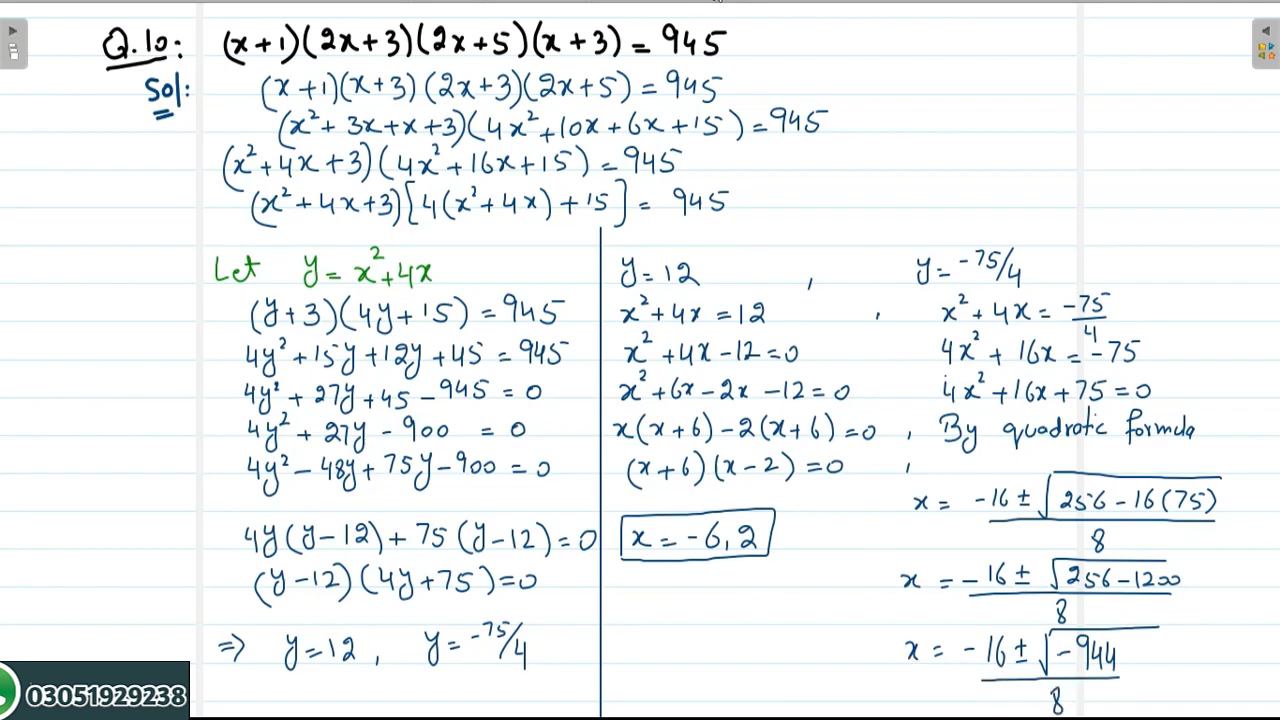 Q.10: (x+1)(2x+3)(2x+5)(x+3) = 945
Sol: (x+1)(x+3)(2x+3)(2x+5) = 945
(x²+3x+x+3)(4x²+10x+6x+15) = 945
(x²+4x+3)(4x²+16x+15) = 945
(x²+4x+3)[4(x²+4x)+15] = 945
Let y = x²+4x
(y+3)(4y+15) = 945
4y²+15y+12y+45 = 945
4y²+27y+45-945 = 0
4y²+27y-900 = 0
4y²-48y+75y-900 = 0
4y(y-12)+75(y-12) = 0
(y-12)(4y+75) = 0
⇒ y = 12, y = -75/4
y = 12 , y = -75/4
x²+4x = 12 , x²+4x = -75/4
x²+4x-12 = 0 4x²+16x = -75
x²+6x-2x-12 = 0 4x²+16x+75 = 0
x(x+6)-2(x+6) = 0 , By quadratic formula
(x+6)(x-2) = 0 ,
x = -6, 2
x = (-16 ± √(256-16(75)))/8
x = (-16 ± √(256-1200))/8
x = (-16 ± √(-944))/8
03051929238